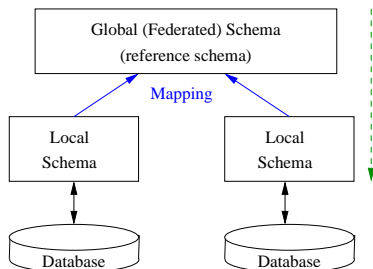 Global (Federated) Schema
(reference schema)
Mapping
Local
Schema
Local
Schema
Database
Database